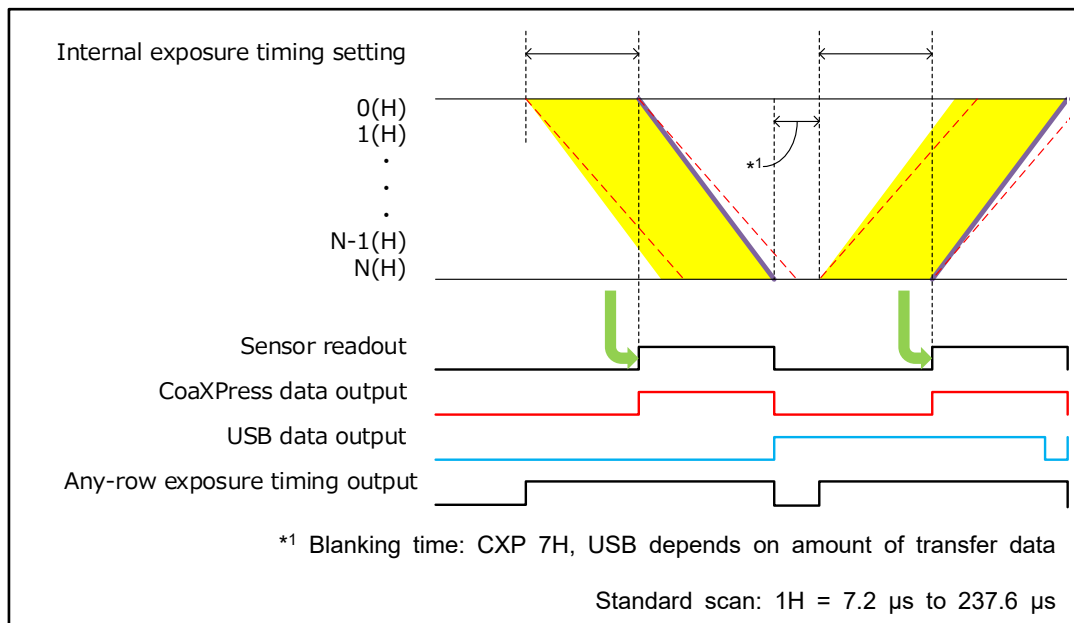 Internal exposure timing setting
0(H)
1(H)
.
.
.
N-1(H)
N(H)
*1
Sensor readout
CoaXPress data output
USB data output
Any-row exposure timing output
*1 Blanking time: CXP 7H, USB depends on amount of transfer data
Standard scan: 1H = 7.2 μs to 237.6 μs